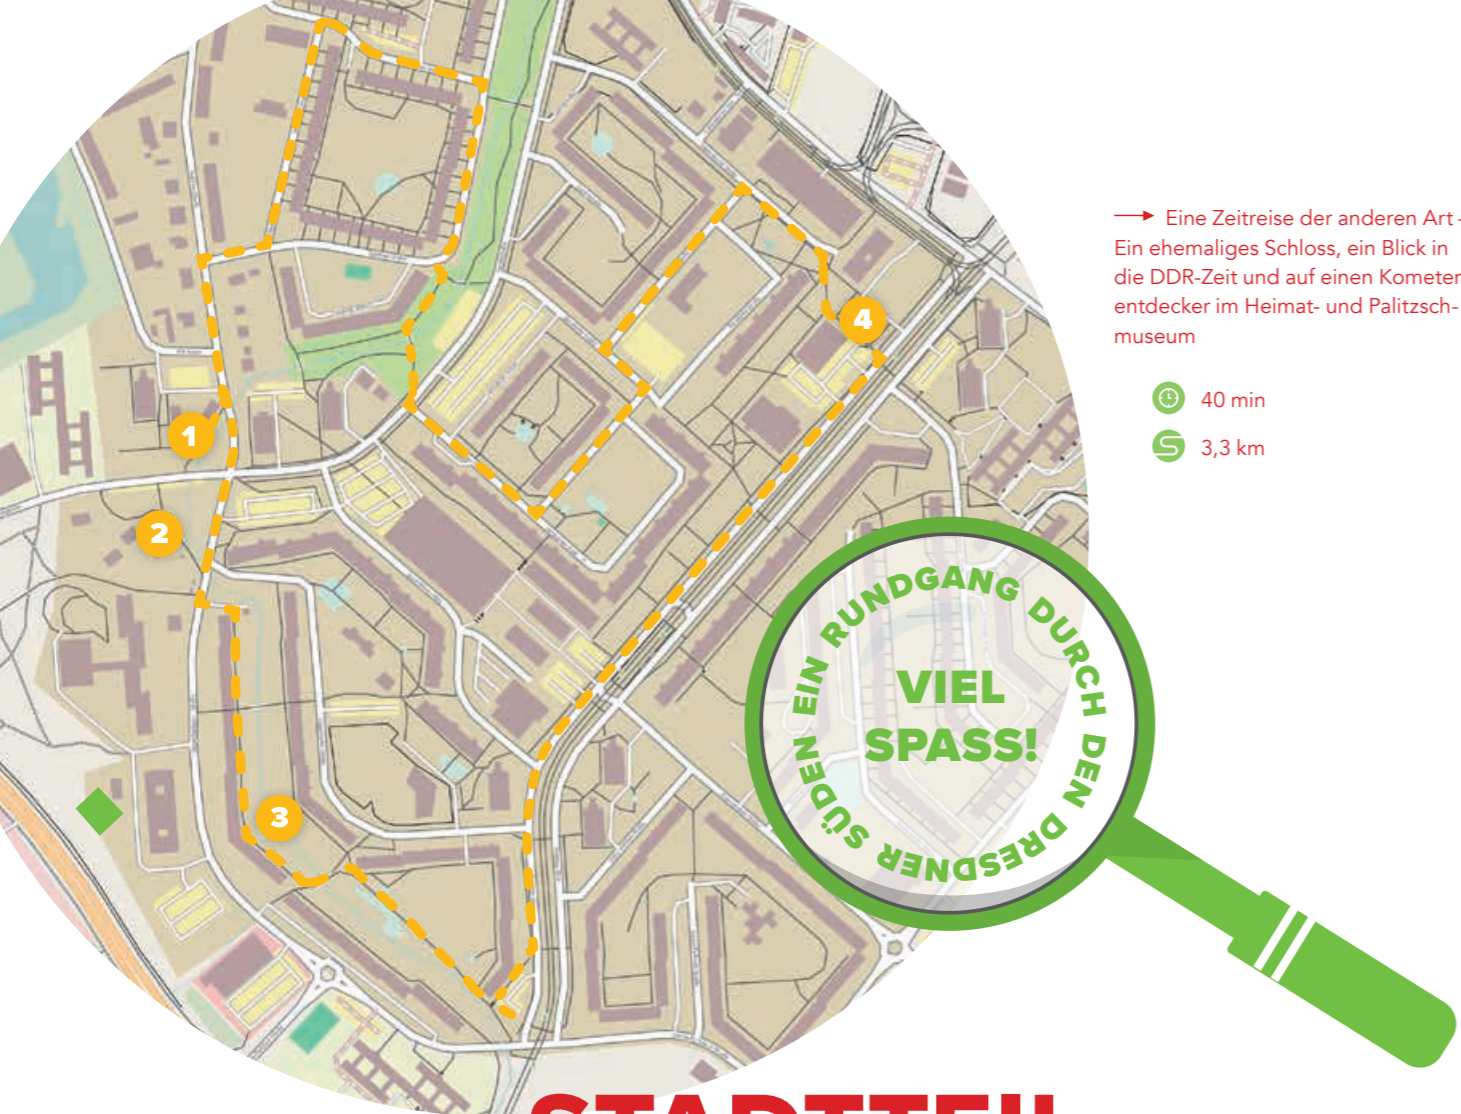 Eine Zeitreise der anderen Art -
Ein ehemaliges Schloss, ein Blick in
die DDR-Zeit und auf einen Kometen
entdecker im Heimat- und Palitzsch-
museum
40 min
3,3 km
1
2
3
4
EIN RUNDGANG DURCH DEN DRESDNER SÜDEN
VIEL
SPASS!
STADTTEIL